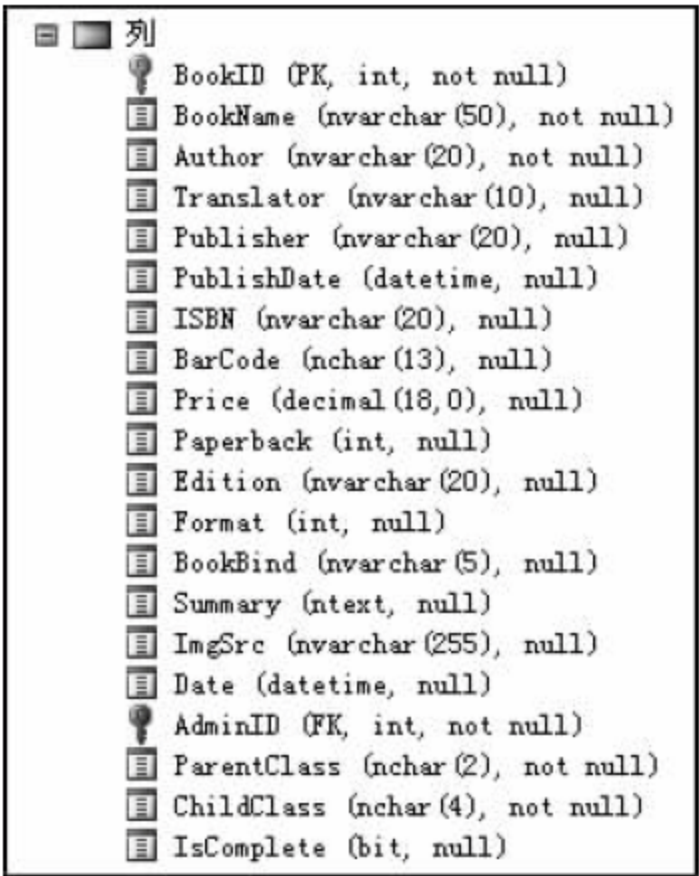 列
BookID (PK, int, not null)
BookName (nvarchar(50), not null)
Author (nvarchar(20), not null)
Translator (nvarchar(10), null)
Publisher (nvarchar(20), null)
PublishDate (datetime, null)
ISBN (nvarchar(20), null)
BarCode (nchar(13), null)
Price (decimal(18,0), null)
Paperback (int, null)
Edition (nvarchar(20), null)
Format (int, null)
BookBind (nvarchar(5), null)
Summary (ntext, null)
ImgSrc (nvarchar(255), null)
Date (datetime, null)
AdminID (FK, int, not null)
ParentClass (nchar(2), not null)
ChildClass (nchar(4), not null)
IsComplete (bit, null)